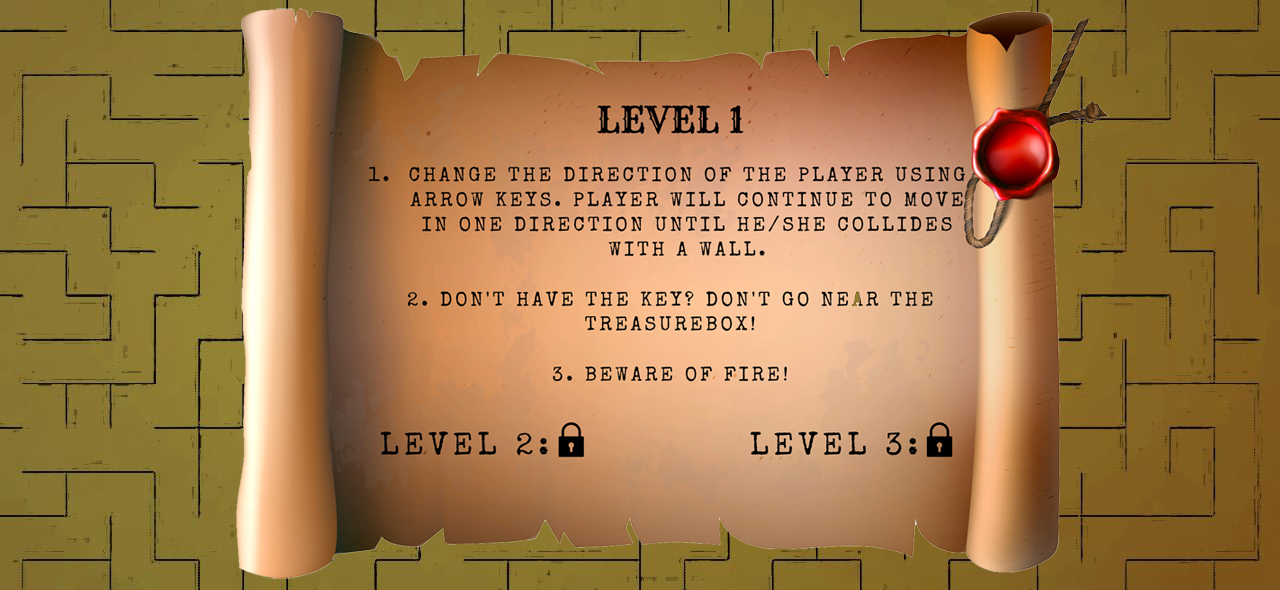 LEVEL 1
1. CHANGE THE DIRECTION OF THE PLAYER USING
ARROW KEYS. PLAYER WILL CONTINUE TO MOVE
IN ONE DIRECTION UNTIL HE/SHE COLLIDES
WITH A WALL.
2. DON'T HAVE THE KEY? DON'T GO NEAR THE
TREASUREBOX!
3. BEWARE OF FIRE!
LEVEL 2:
LEVEL 3: